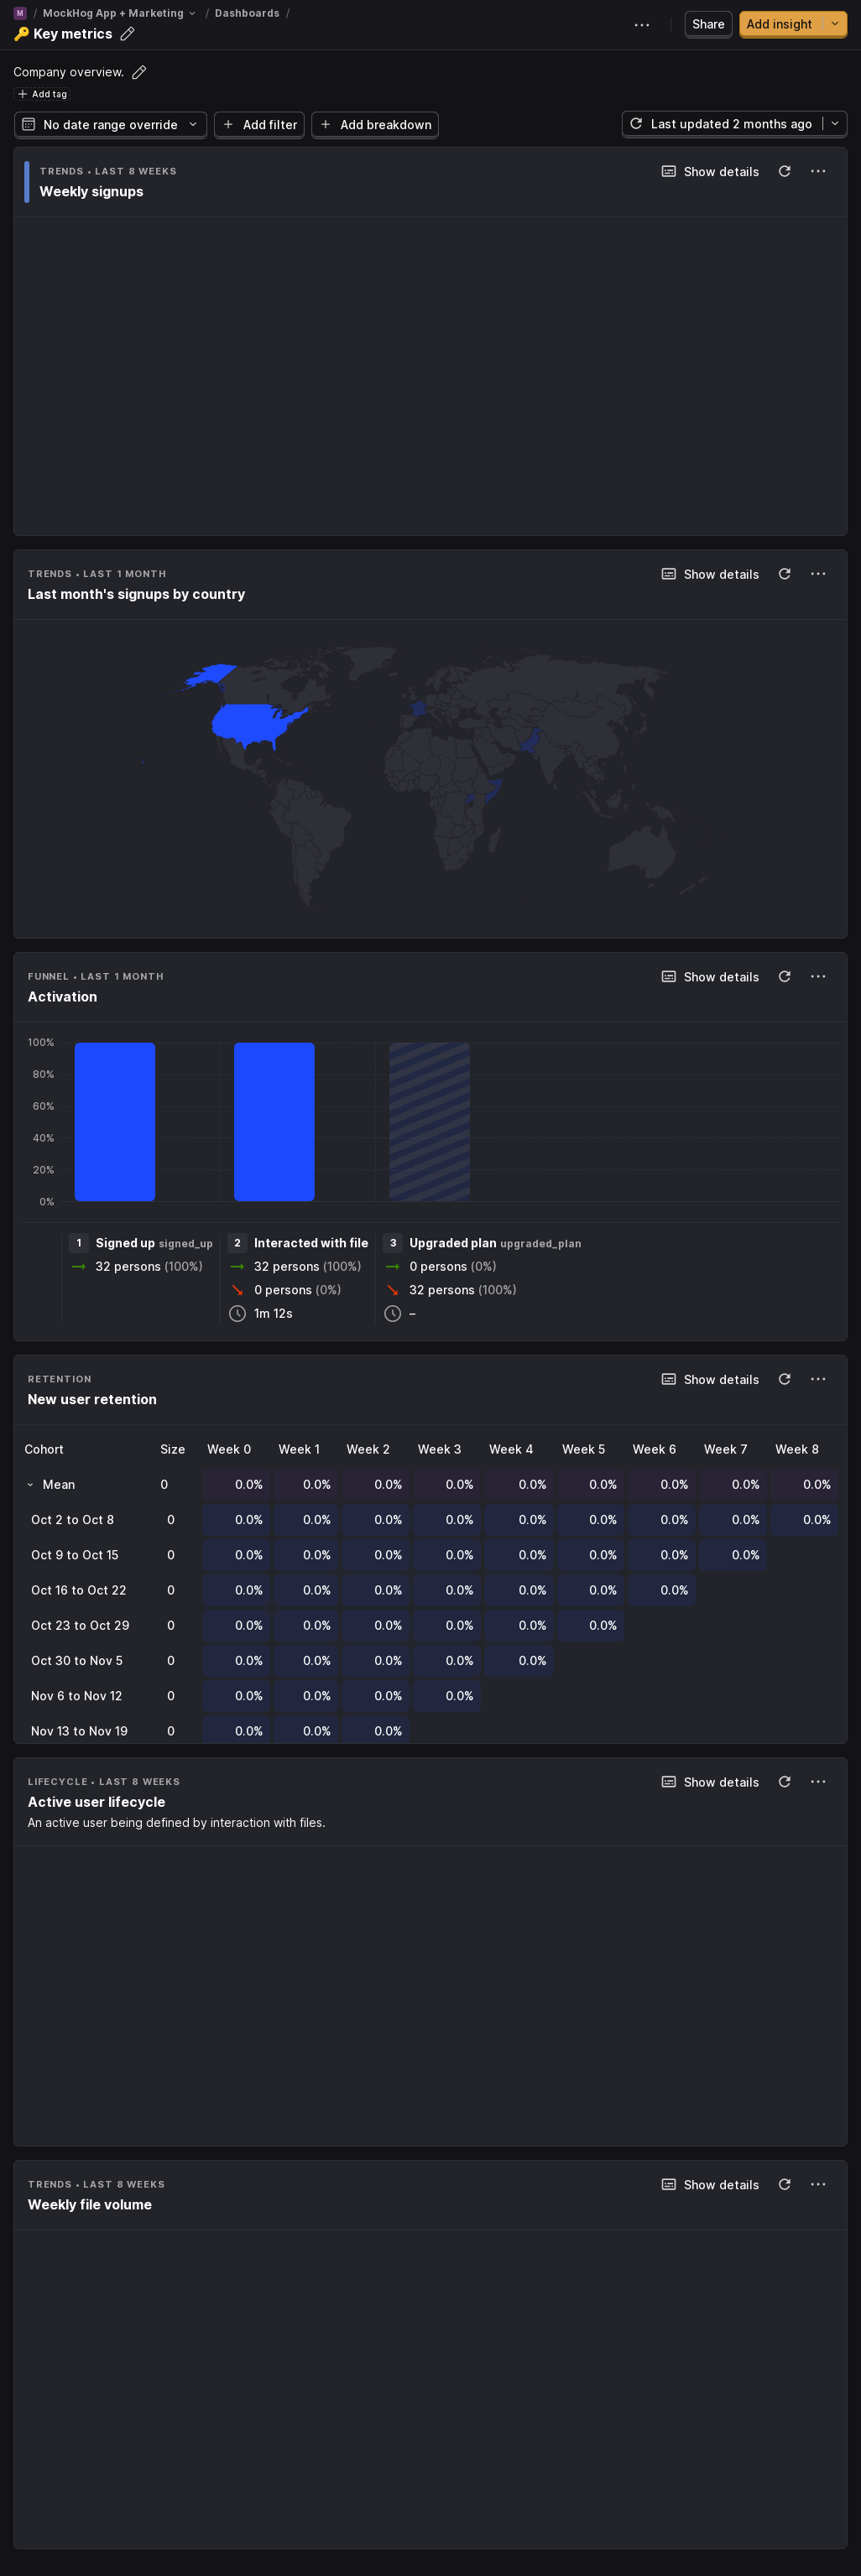 M / MockHog App + Marketing / Dashboards /
🔑 Key metrics
Share
Add insight
Company overview.
Add tag
No date range override
Add filter
Add breakdown
Last updated 2 months ago
TRENDS • LAST 8 WEEKS
Weekly signups
Show details
TRENDS • LAST 1 MONTH
Last month's signups by country
Show details
FUNNEL • LAST 1 MONTH
Activation
Show details
100%
80%
60%
40%
20%
0%
1 Signed up signed_up
32 persons (100%)
2 Interacted with file
32 persons (100%)
0 persons (0%)
1m 12s
3 Upgraded plan upgraded_plan
0 persons (0%)
32 persons (100%)
–
RETENTION
New user retention
Show details
Cohort Size Week 0 Week 1 Week 2 Week 3 Week 4 Week 5 Week 6 Week 7 Week 8
Mean 0 0.0% 0.0% 0.0% 0.0% 0.0% 0.0% 0.0% 0.0% 0.0%
Oct 2 to Oct 8 0 0.0% 0.0% 0.0% 0.0% 0.0% 0.0% 0.0% 0.0% 0.0%
Oct 9 to Oct 15 0 0.0% 0.0% 0.0% 0.0% 0.0% 0.0% 0.0% 0.0%
Oct 16 to Oct 22 0 0.0% 0.0% 0.0% 0.0% 0.0% 0.0% 0.0%
Oct 23 to Oct 29 0 0.0% 0.0% 0.0% 0.0% 0.0% 0.0%
Oct 30 to Nov 5 0 0.0% 0.0% 0.0% 0.0% 0.0%
Nov 6 to Nov 12 0 0.0% 0.0% 0.0% 0.0%
Nov 13 to Nov 19 0 0.0% 0.0% 0.0%
LIFECYCLE • LAST 8 WEEKS
Active user lifecycle
An active user being defined by interaction with files.
Show details
TRENDS • LAST 8 WEEKS
Weekly file volume
Show details